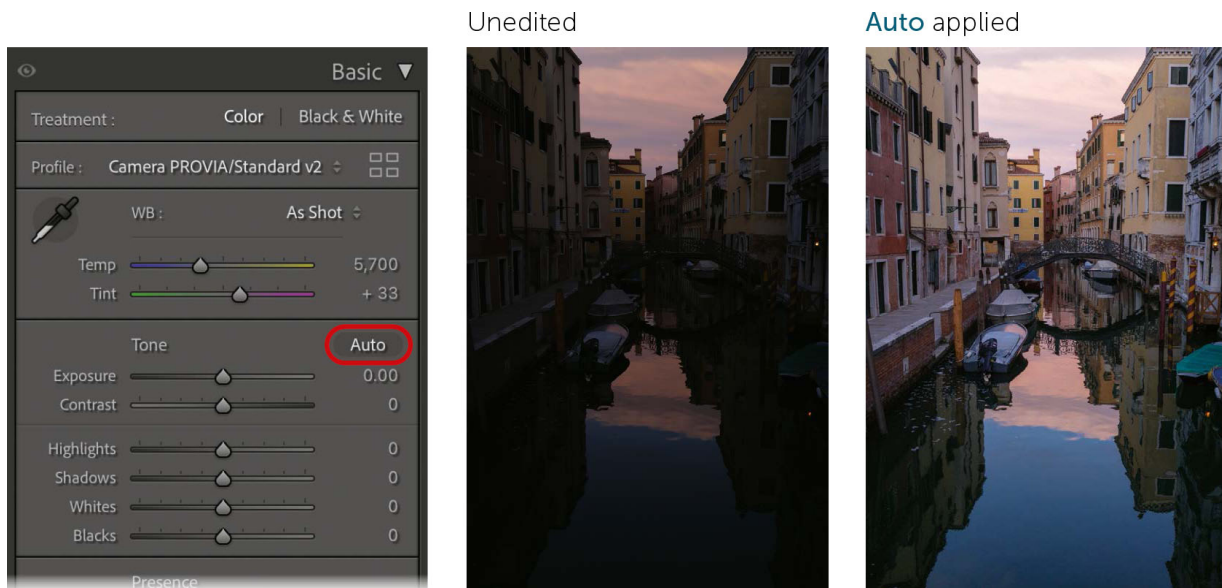 Unedited
Auto applied
Basic
Treatment : Color | Black & White
Profile : Camera PROVIA/Standard v2
WB : As Shot
Temp 5,700
Tint + 33
Tone Auto
Exposure 0.00
Contrast 0
Highlights 0
Shadows 0
Whites 0
Blacks 0
Presence